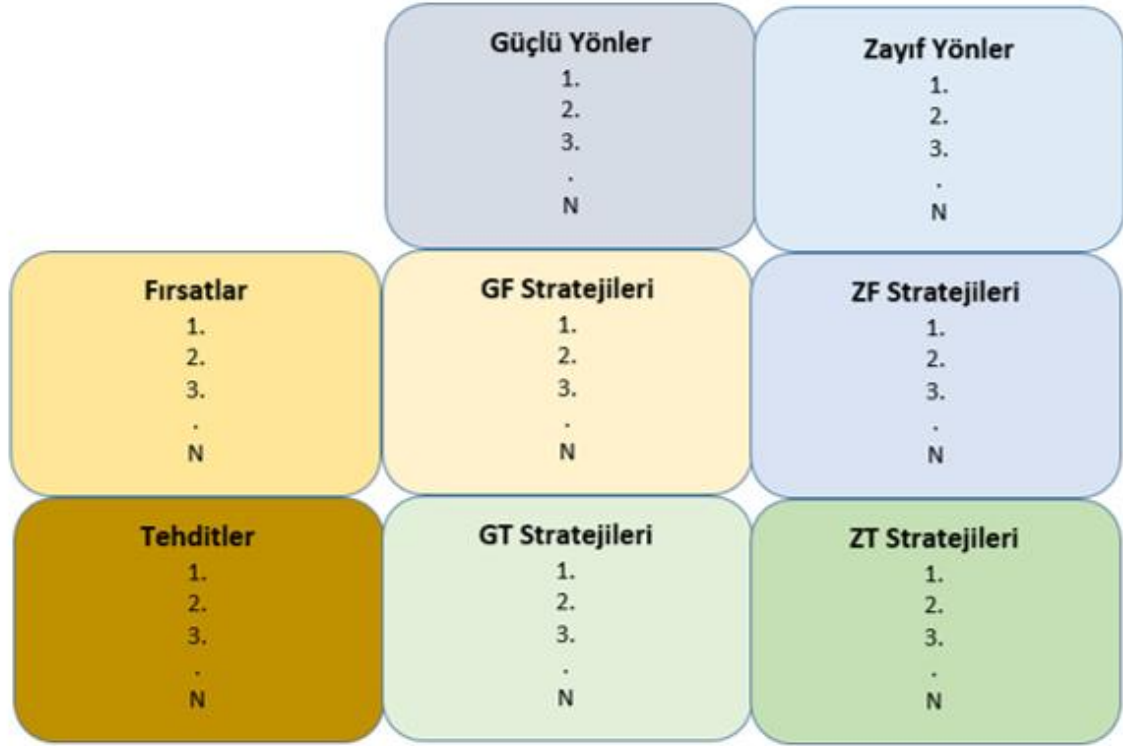 Güçlü Yönler
1.
2.
3.
.
N
Zayıf Yönler
1.
2.
3.
.
N
Fırsatlar
1.
2.
3.
.
N
GF Stratejileri
1.
2.
3.
.
N
ZF Stratejileri
1.
2.
3.
.
N
Tehditler
1.
2.
3.
.
N
GT Stratejileri
1.
2.
3.
.
N
ZT Stratejileri
1.
2.
3.
.
N